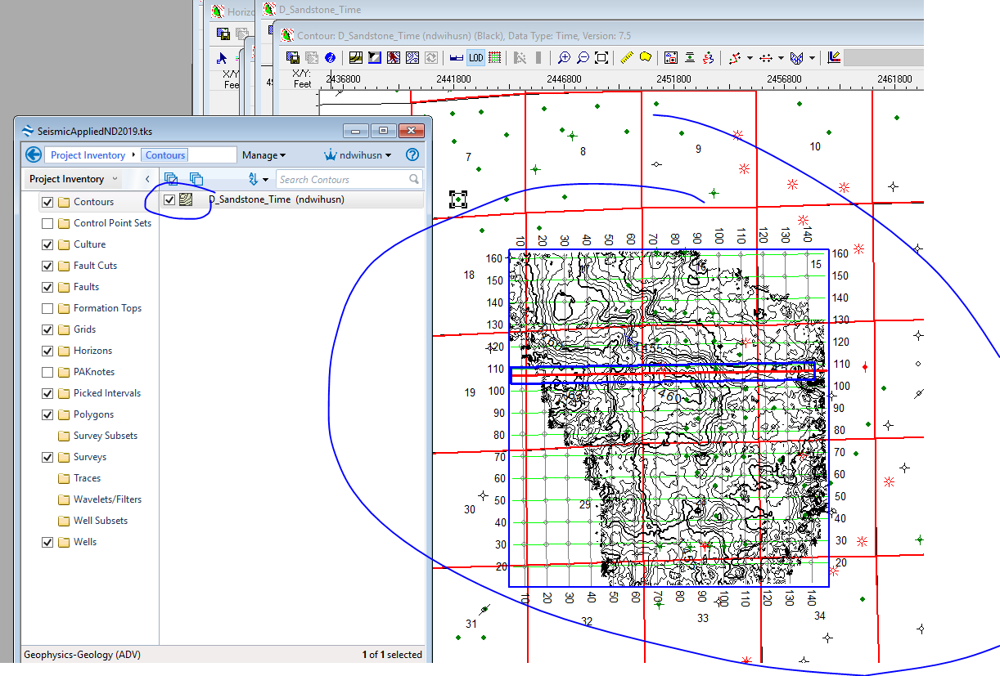 Horizo
D_Sandstone_Time
Contour: D_Sandstone_Time (ndwihusn) (Black), Data Type: Time, Version: 7.5
LOD
X/Y:
Feet
X/Y:
Feet
2436800 2441800 2446800 2451800 2456800 2461800
SeismicAppliedND2019.tks
Project Inventory Contours Manage ndwihusn
Project Inventory Search Contours
Contours D_Sandstone_Time (ndwihusn)
Control Point Sets
Culture
Fault Cuts
Faults
Formation Tops
Grids
Horizons
PAKnotes
Picked Intervals
Polygons
Survey Subsets
Surveys
Traces
Wavelets/Filters
Well Subsets
Wells
Geophysics-Geology (ADV) 1 of 1 selected
7 8 9 10
10 20 30 40 50 60 70 80 90 100 110 120 130 140
160 16 15 160
18 150 150
140 140
130 130
120 1455 120
110 110
19 100 1460 100
90 90
80 80
70 70
60 60
50 50
30 29 40 40
30 30
20 20
10 20 30 40 50 60 70 80 90 100 110 120 130 140
31 32 33 34